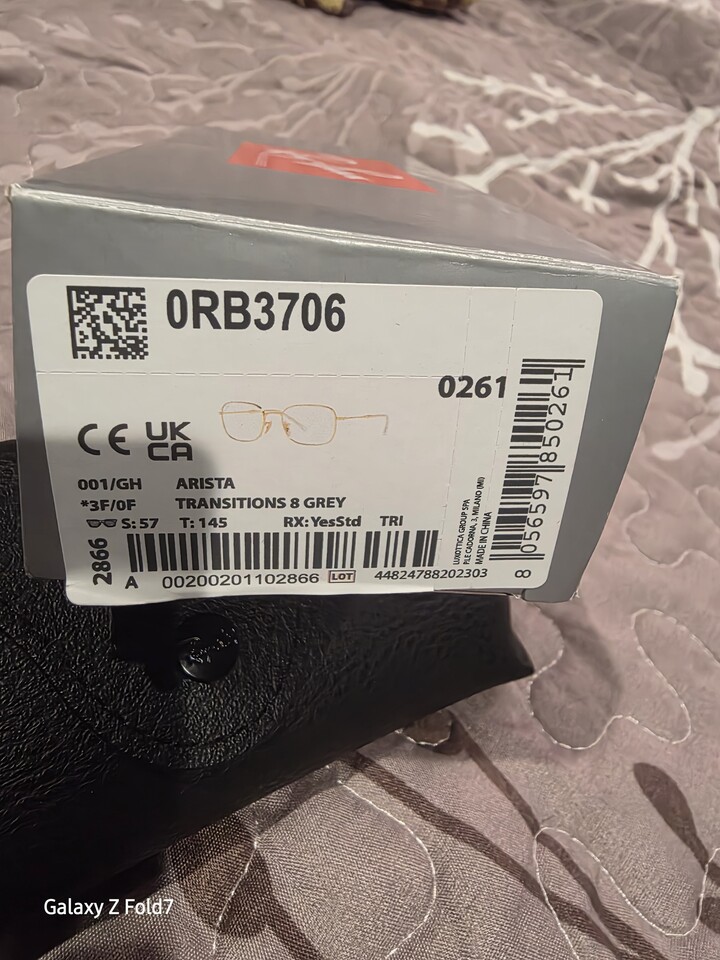 0RB3706
0261
CE UK
CA
001/GH ARISTA
*3F/0F TRANSITIONS 8 GREY
S: 57 T: 145 RX: YesStd TRI
2866
A 00200201102866 LOT 44824788202303
LUXOTTICA GROUP SPA
P.LE CADORNA, 3, MILANO (MI)
MADE IN CHINA
8 056597 850261
Galaxy Z Fold7